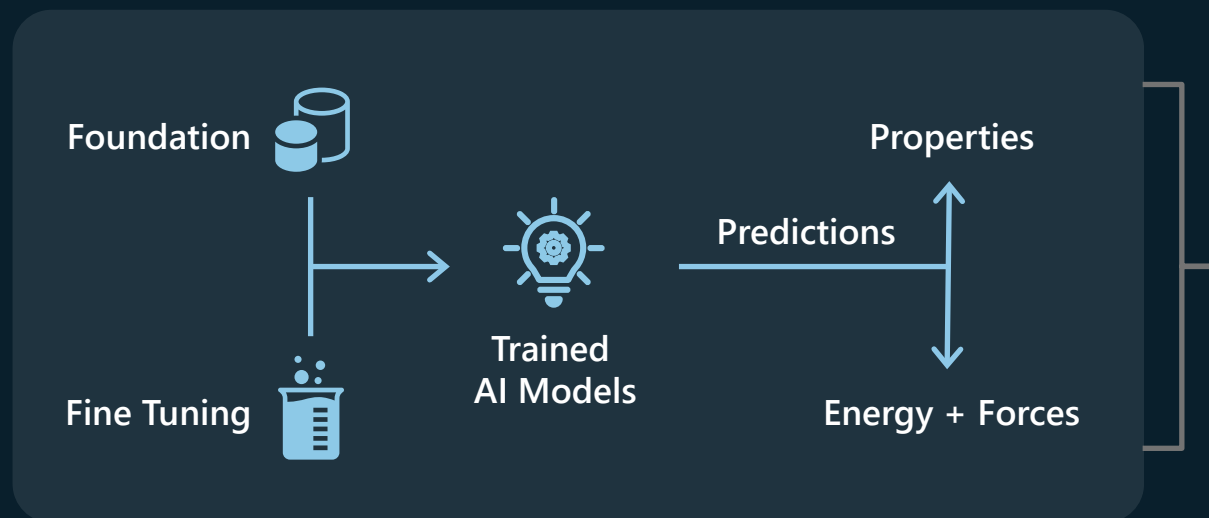 Foundation
Properties
Predictions
Trained
AI Models
Fine Tuning
Energy + Forces